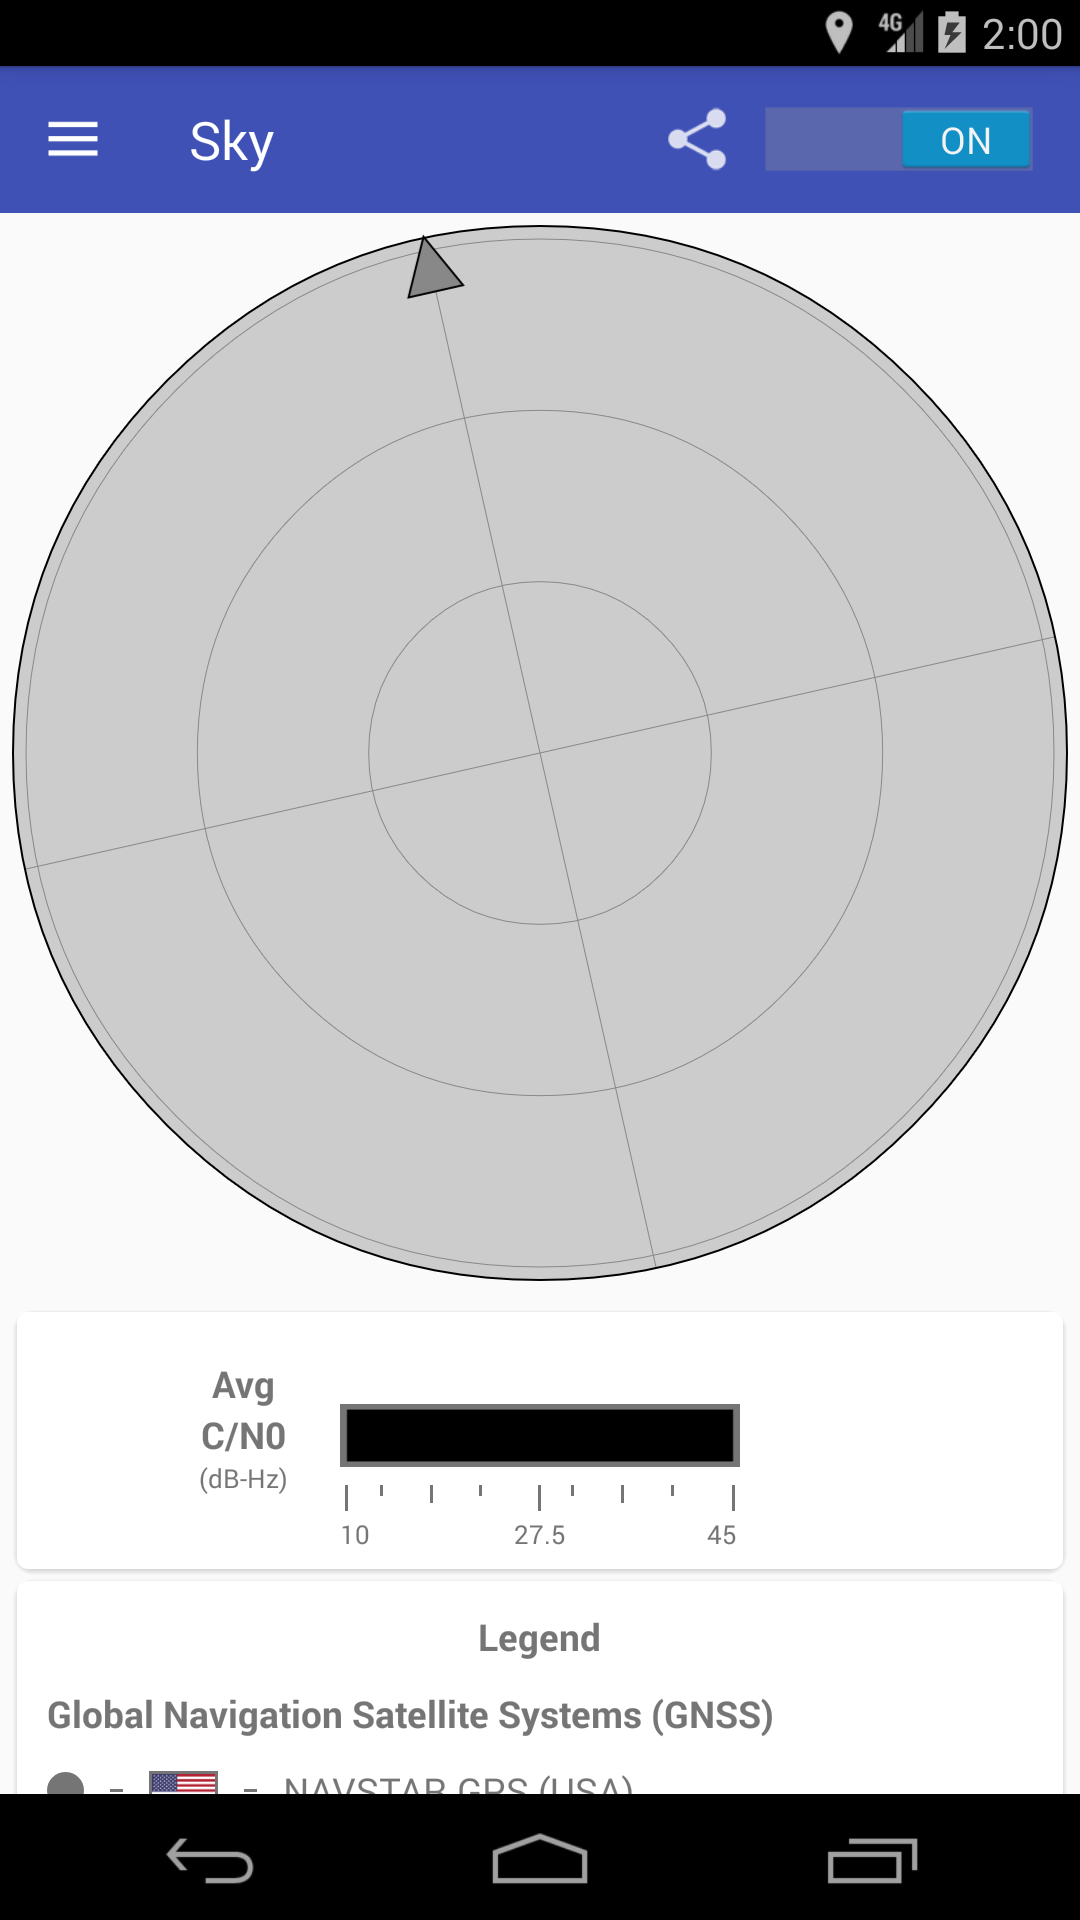 4G 2:00
Sky ON
Avg
C/N0
(dB-Hz)
10 27.5 45
Legend
Global Navigation Satellite Systems (GNSS)
- - NAVSTAR GPS (USA)